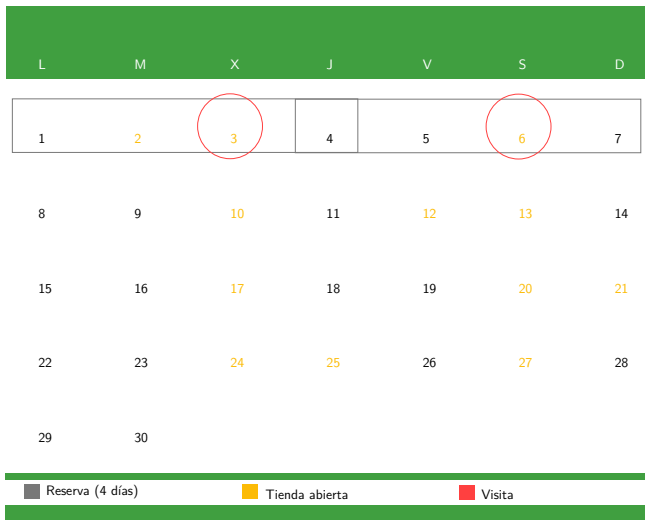 L M X J V S D
1 2 3 4 5 6 7
8 9 10 11 12 13 14
15 16 17 18 19 20 21
22 23 24 25 26 27 28
29 30
Reserva (4 días) Tienda abierta Visita